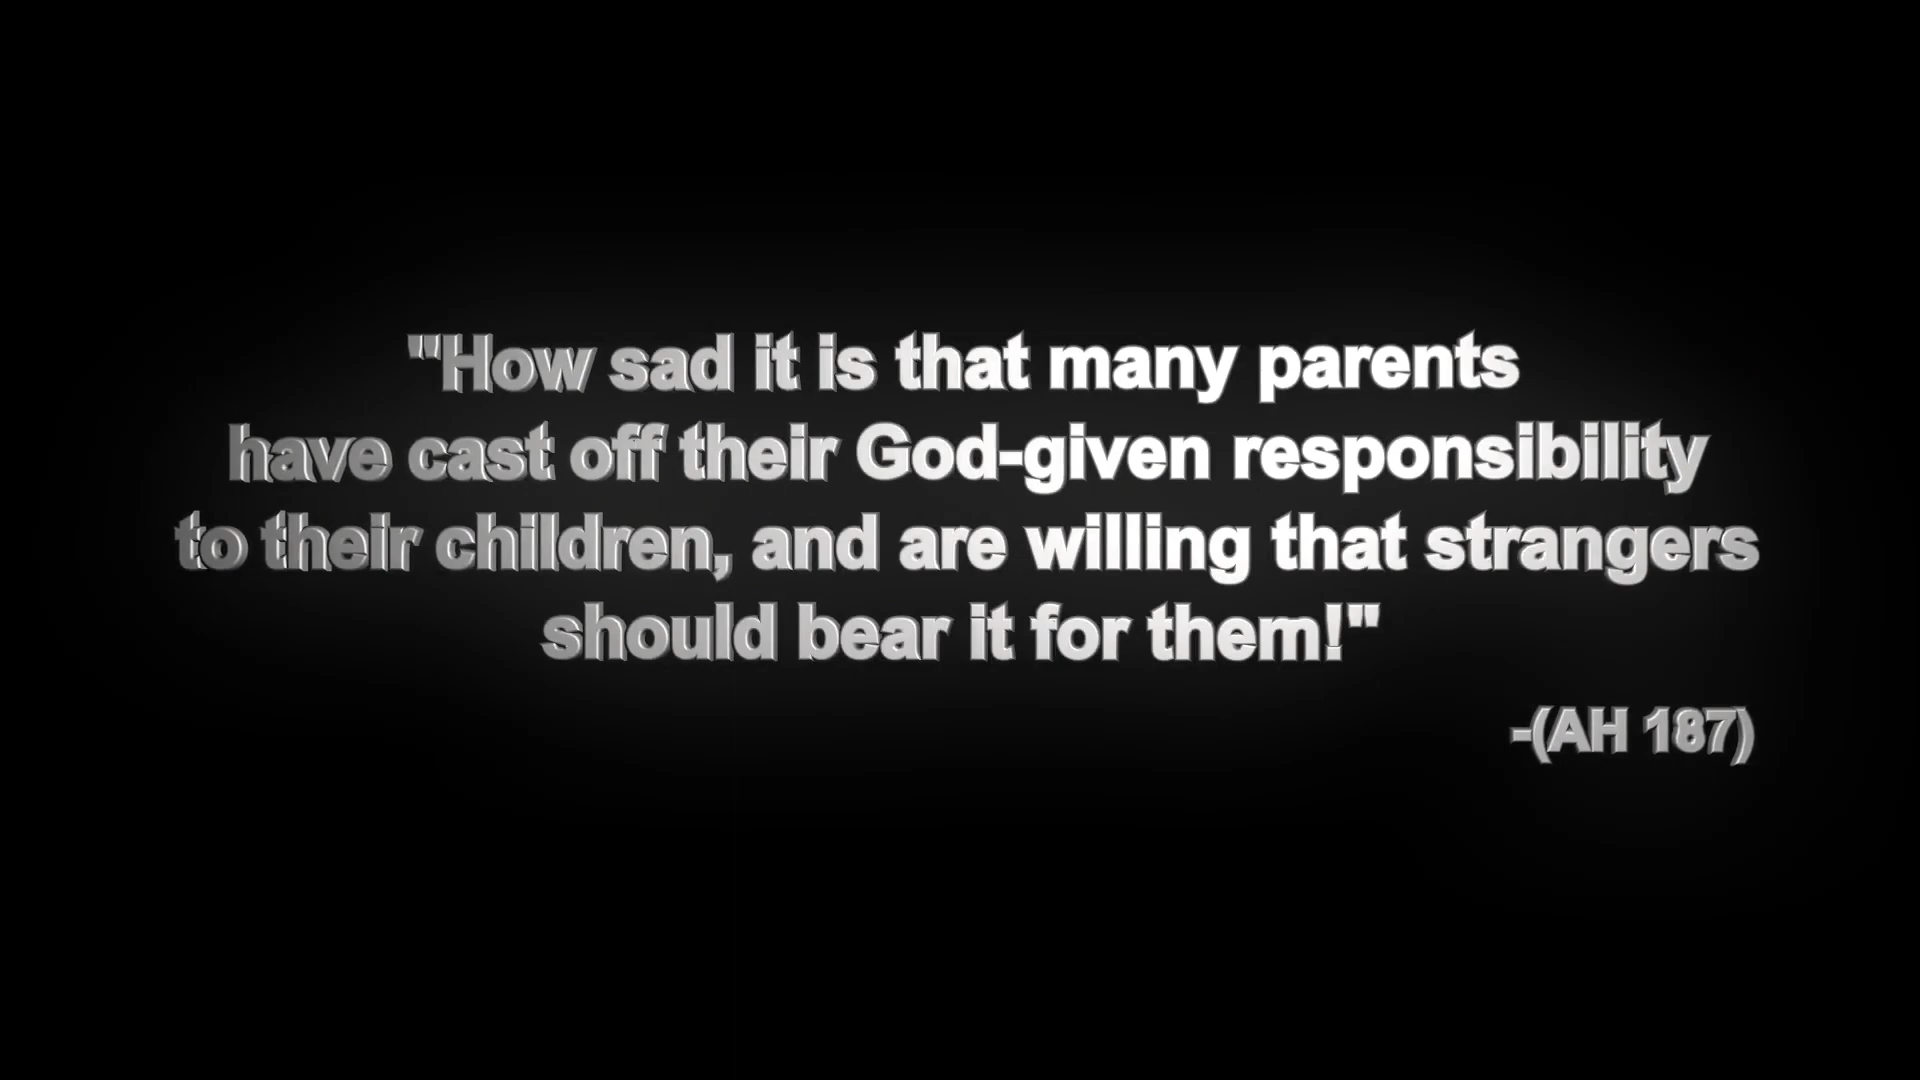 "How sad it is that many parents
have cast off their God-given responsibility
to their children, and are willing that strangers
should bear it for them!"
-(AH 187)